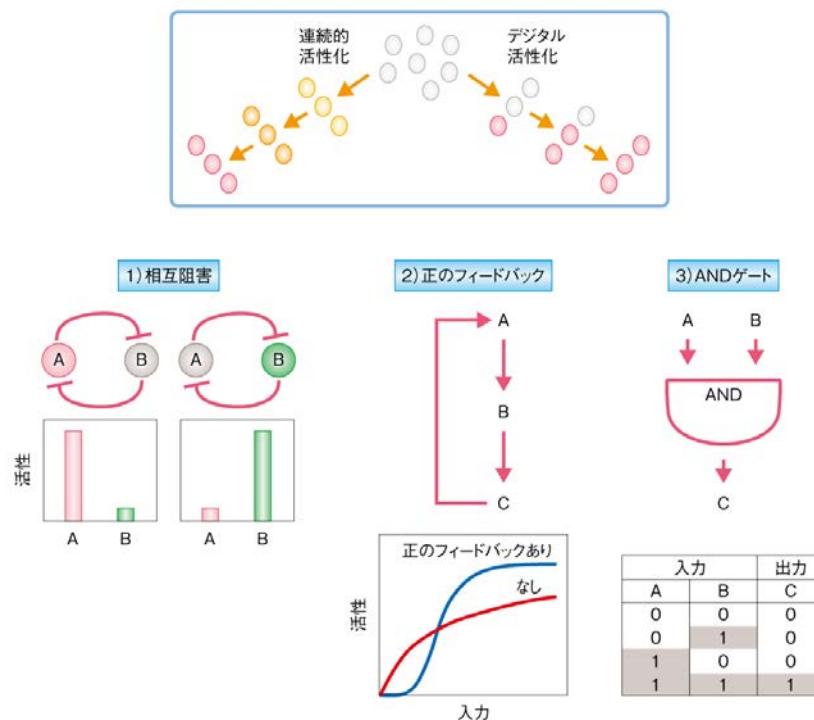 連続的
活性化
デジタル
活性化
1)相互阻害
A
B
A
B
活性
A
B
A
B
2)正のフィードバック
A
B
C
正のフィードバックあり
なし
活性
入力
3)ANDゲート
A
B
AND
C
入力 出力
A B C
0 0 0
0 1 0
1 0 0
1 1 1